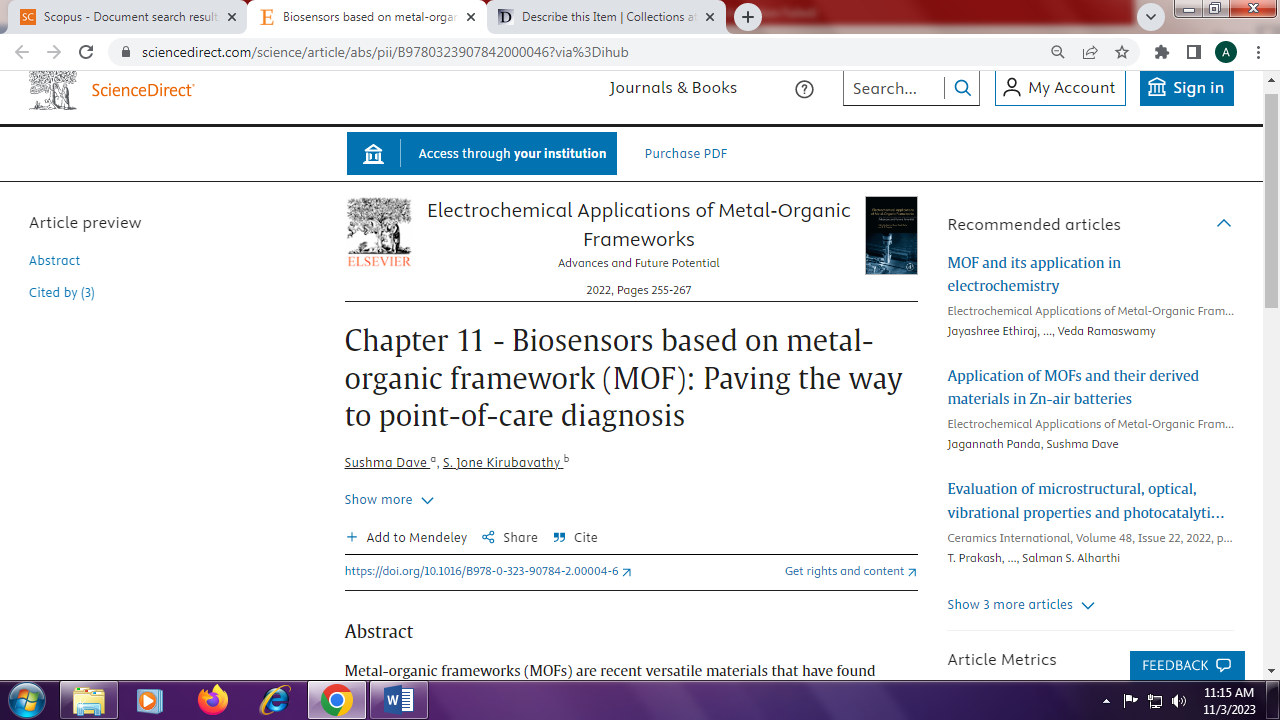 Scopus - Document search result
Biosensors based on metal-organ
Describe this Item | Collections at
sciencedirect.com/science/article/abs/pii/B9780323907842000046?via%3Dihub
A
ScienceDirect
Journals & Books
Search...
My Account
Sign in
Access through your institution
Purchase PDF
Article preview
Abstract
Cited by (3)
ELSEVIER
Electrochemical Applications of Metal-Organic
Frameworks
Advances and Future Potential
2022, Pages 255-267
Chapter 11 - Biosensors based on metal-
organic framework (MOF): Paving the way
to point-of-care diagnosis
Sushma Dave a, S. Jone Kirubavathy b
Show more
Add to Mendeley Share Cite
https://doi.org/10.1016/B978-0-323-90784-2.00004-6
Get rights and content
Abstract
Metal-organic frameworks (MOFs) are recent versatile materials that have found
Recommended articles
MOF and its application in
electrochemistry
Electrochemical Applications of Metal-Organic Fram...
Jayashree Ethiraj, ..., Veda Ramaswamy
Application of MOFs and their derived
materials in Zn-air batteries
Electrochemical Applications of Metal-Organic Fram...
Jagannath Panda, Sushma Dave
Evaluation of microstructural, optical,
vibrational properties and photocatalyti...
Ceramics International, Volume 48, Issue 22, 2022, p...
T. Prakash, ..., Salman S. Alharthi
Show 3 more articles
Article Metrics
FEEDBACK
11:15 AM
11/3/2023